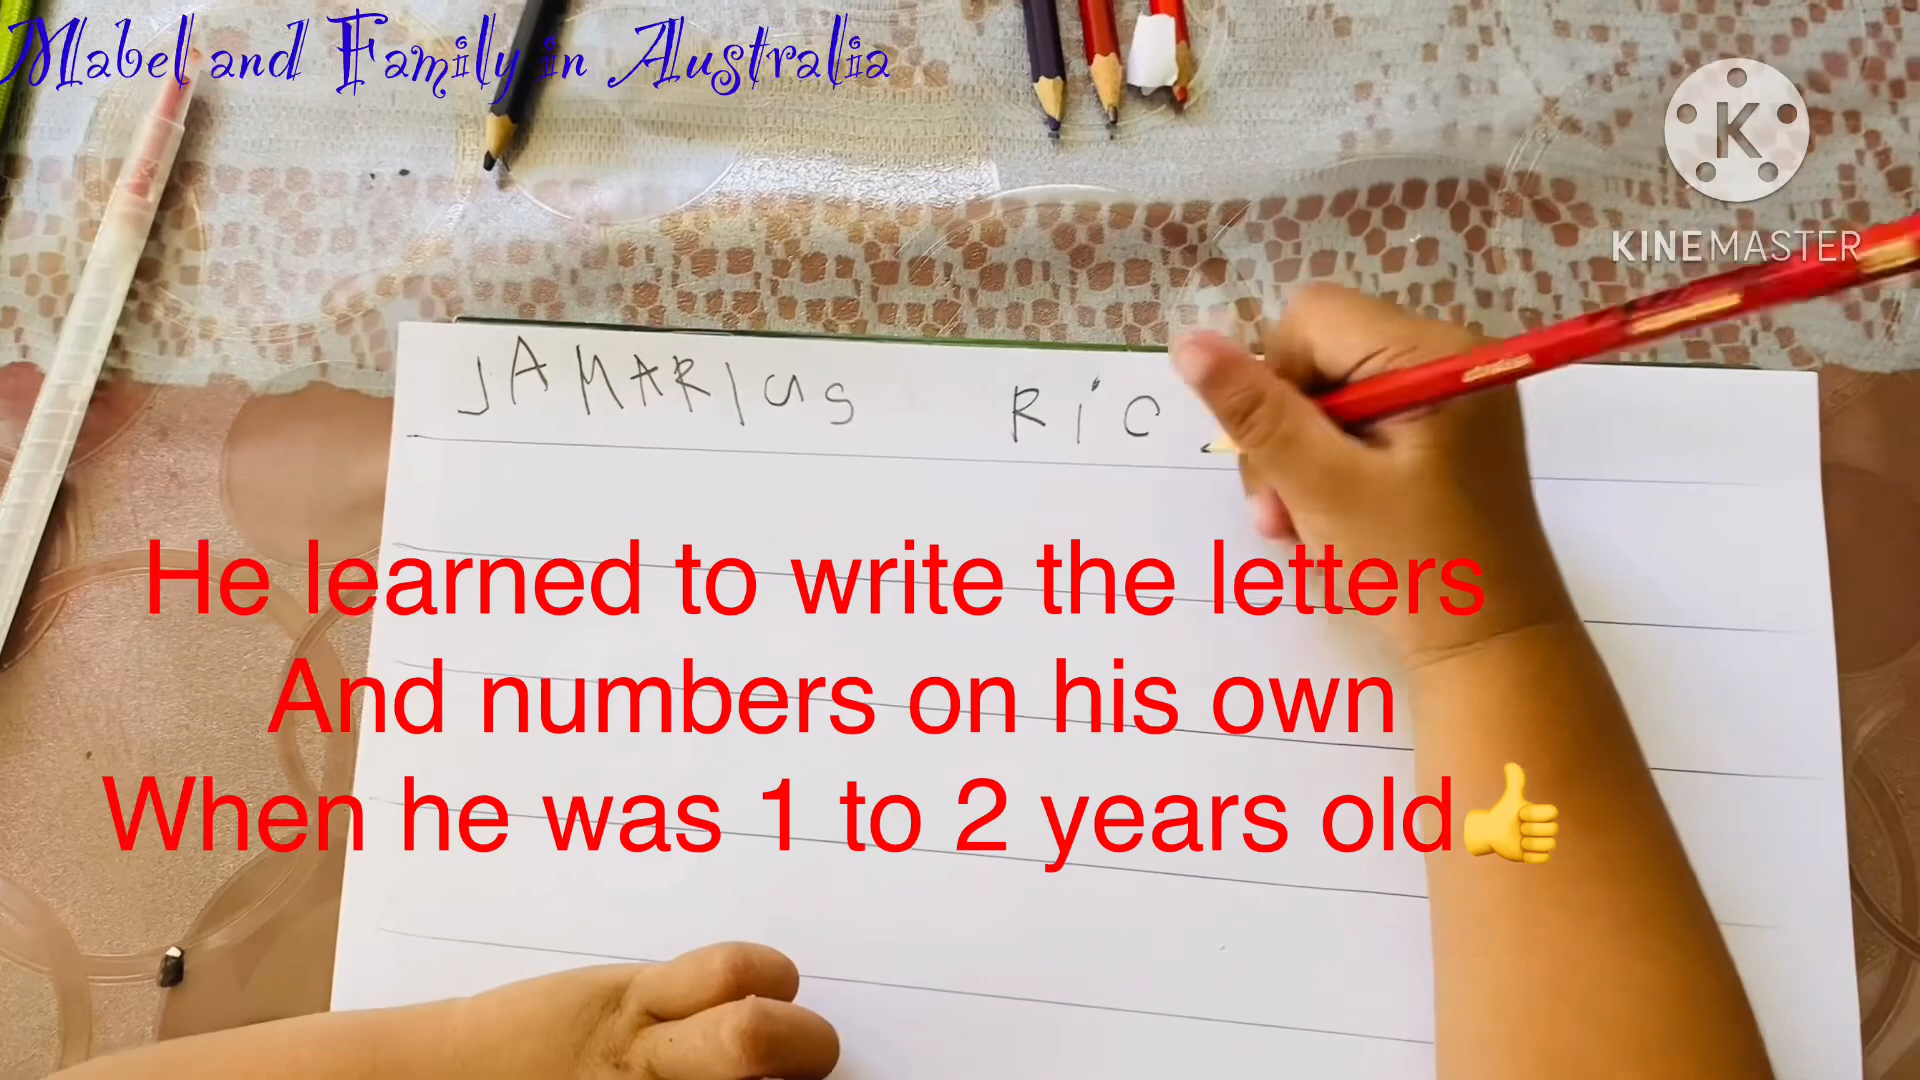 Mabel and Family in Australia
K
KINEMASTER
JAMARIUS RiC
He learned to write the letters
And numbers on his own
When he was 1 to 2 years old👍